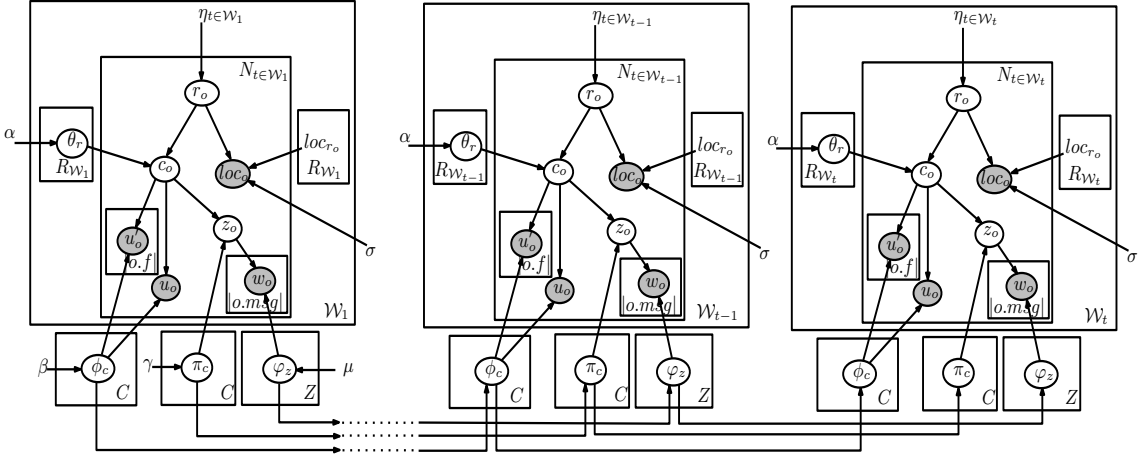 η_{t∈𝒲_1}
N_{t∈𝒲_1}
r_o
α
θ_r
R_{𝒲_1}
c_o
loc_o
loc_{r_o}
R_{𝒲_1}
σ
u_o
|o.f|
z_o
u_o
w_o
|o.msg|
𝒲_1
β
ϕ_c
C
γ
π_c
C
φ_z
μ
Z
η_{t∈𝒲_{t-1}}
N_{t∈𝒲_{t-1}}
r_o
α
θ_r
R_{𝒲_{t-1}}
c_o
loc_o
loc_{r_o}
R_{𝒲_{t-1}}
σ
u_o
|o.f|
z_o
u_o
w_o
|o.msg|
𝒲_{t-1}
ϕ_c
C
π_c
C
φ_z
Z
η_{t∈𝒲_t}
N_{t∈𝒲_t}
r_o
α
θ_r
R_{𝒲_t}
c_o
loc_o
loc_{r_o}
R_{𝒲_t}
σ
u_o
|o.f|
z_o
u_o
w_o
|o.msg|
𝒲_t
ϕ_c
C
π_c
C
φ_z
Z